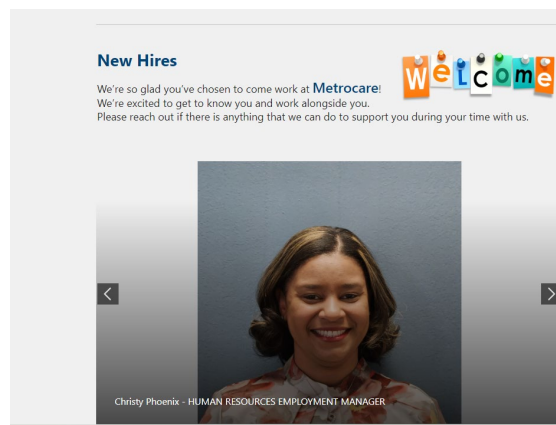 New Hires
Welcome
We're so glad you've chosen to come work at Metrocare!
We're excited to get to know you and work alongside you.
Please reach out if there is anything that we can do to support you during your time with us.
Christy Phoenix - HUMAN RESOURCES EMPLOYMENT MANAGER